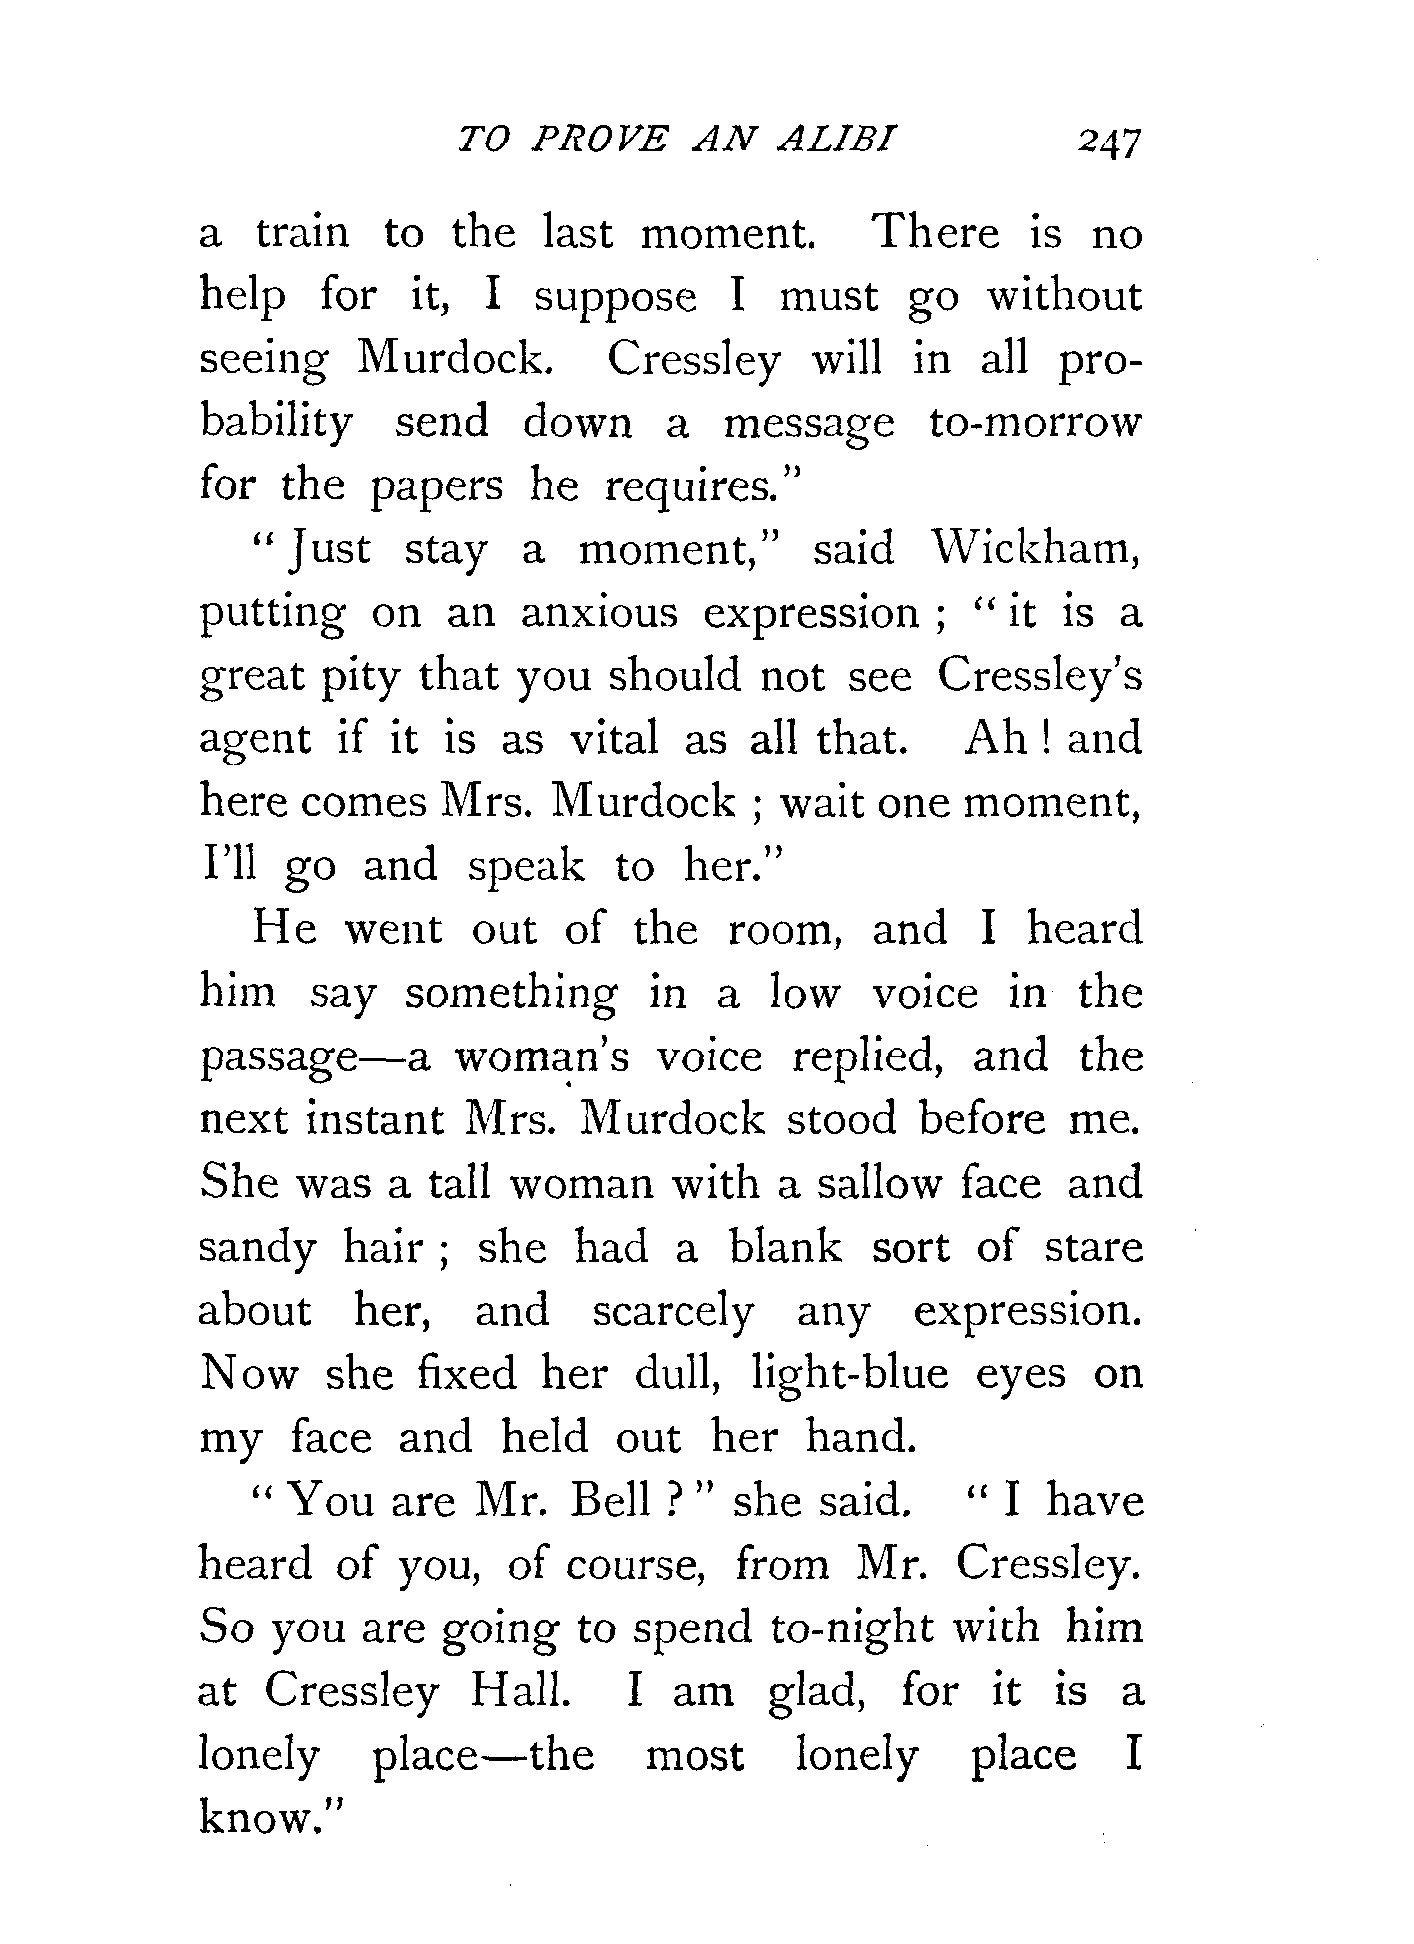 TO PROVE AN ALIBI 247
a train to the last moment. There is no
help for it, I suppose I must go without
seeing Murdock. Cressley will in all pro-
bability send down a message to-morrow
for the papers he requires."
"Just stay a moment," said Wickham,
putting on an anxious expression ; "it is a
great pity that you should not see Cressley's
agent if it is as vital as all that. Ah ! and
here comes Mrs. Murdock ; wait one moment,
I'll go and speak to her."
He went out of the room, and I heard
him say something in a low voice in the
passage—a woman's voice replied, and the
next instant Mrs. Murdock stood before me.
She was a tall woman with a sallow face and
sandy hair ; she had a blank sort of stare
about her, and scarcely any expression.
Now she fixed her dull, light-blue eyes on
my face and held out her hand.
"You are Mr. Bell ?" she said. "I have
heard of you, of course, from Mr. Cressley.
So you are going to spend to-night with him
at Cressley Hall. I am glad, for it is a
lonely place—the most lonely place I
know."